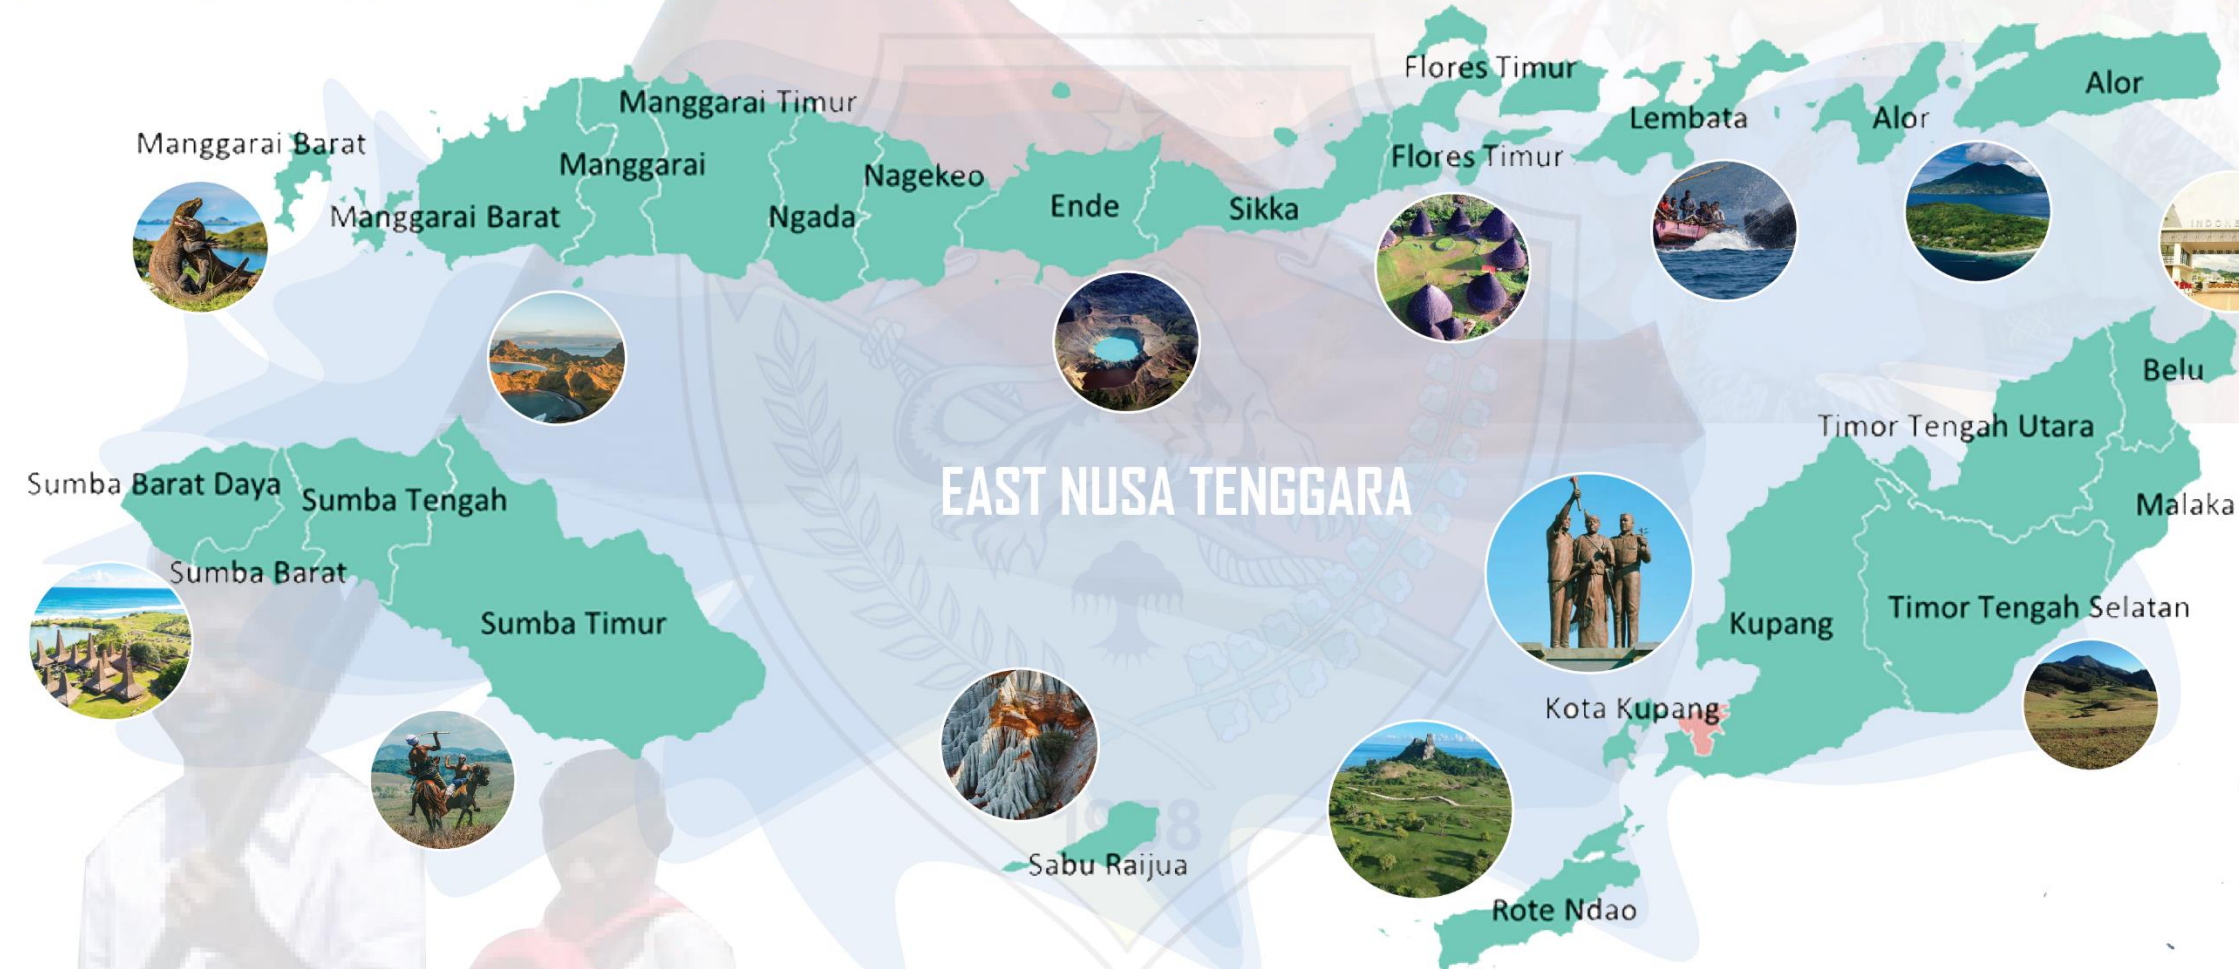 Flores Timur
Alor
Manggarai Timur
Lembata
Alor
Manggarai Barat
Manggarai
Flores Timur
Nagekeo
Manggarai Barat
Ngada
Ende
Sikka
Belu
Timor Tengah Utara
Sumba Barat Daya
Sumba Tengah
EAST NUSA TENGGARA
Malaka
Sumba Barat
Sumba Timur
Kupang
Timor Tengah Selatan
Kota Kupang
1958
Sabu Raijua
Rote Ndao